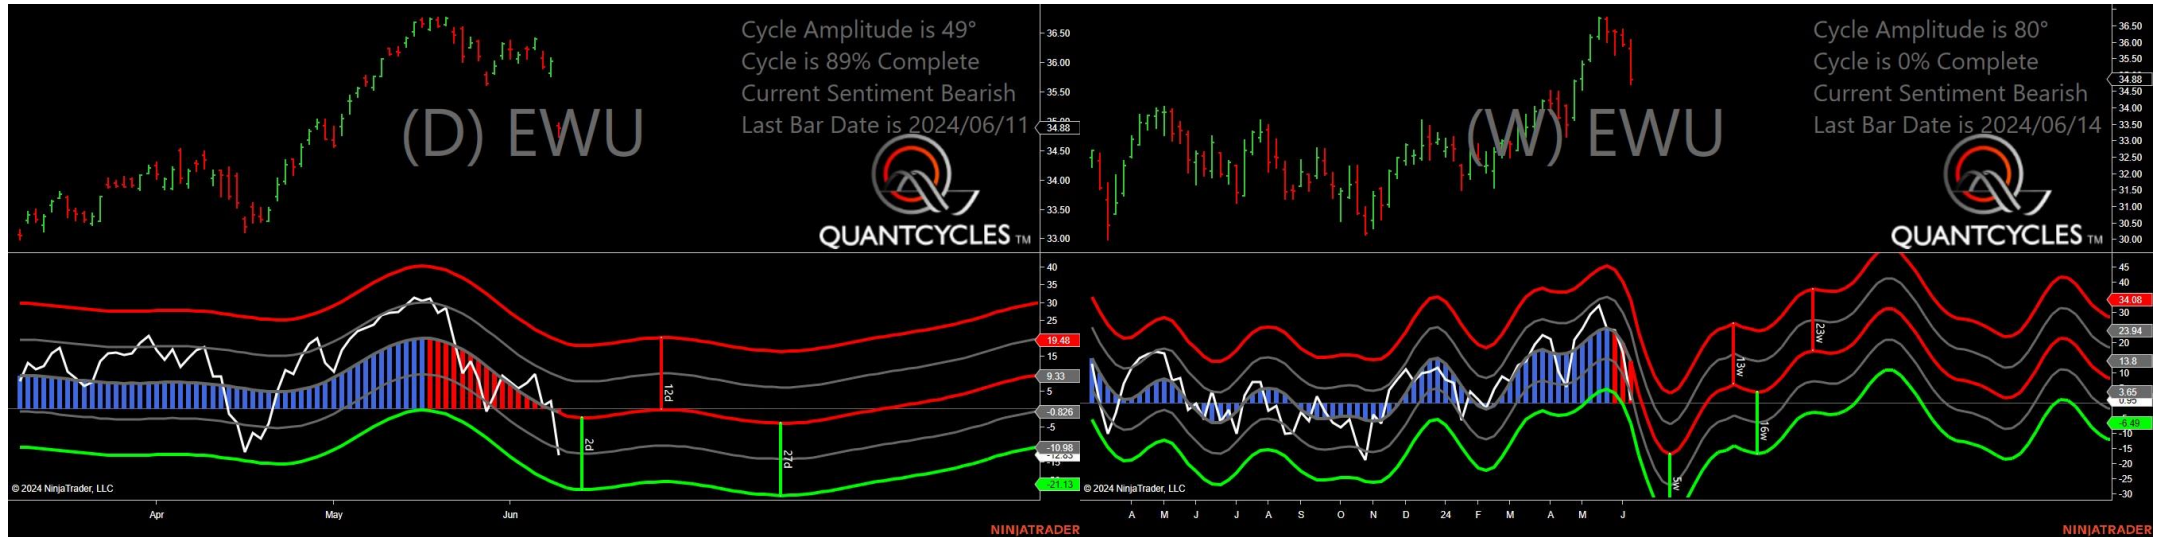 Cycle Amplitude is 49°
Cycle is 89% Complete
Current Sentiment Bearish
Last Bar Date is 2024/06/11
(D) EWU
QUANTCYCLES TM
36.50
36.00
35.50
34.88
34.50
34.00
33.50
33.00
40
35
30
25
19.48
15
9.33
5
-0.826
-5
-10.98
-21.13
12d
2d
27d
© 2024 NinjaTrader, LLC
Apr
May
Jun
NINJATRADER
Cycle Amplitude is 80°
Cycle is 0% Complete
Current Sentiment Bearish
Last Bar Date is 2024/06/14
(W) EWU
QUANTCYCLES TM
36.50
36.00
35.50
34.88
34.50
34.00
33.50
33.00
32.50
32.00
31.50
31.00
30.50
30.00
45
40
34.08
30
23.94
20
13.8
10
3.65
0.95
-6.49
-10
-15
-20
-25
-30
13w
23w
16w
5w
© 2024 NinjaTrader, LLC
A
M
J
J
A
S
O
N
D
24
F
M
A
M
J
NINJATRADER